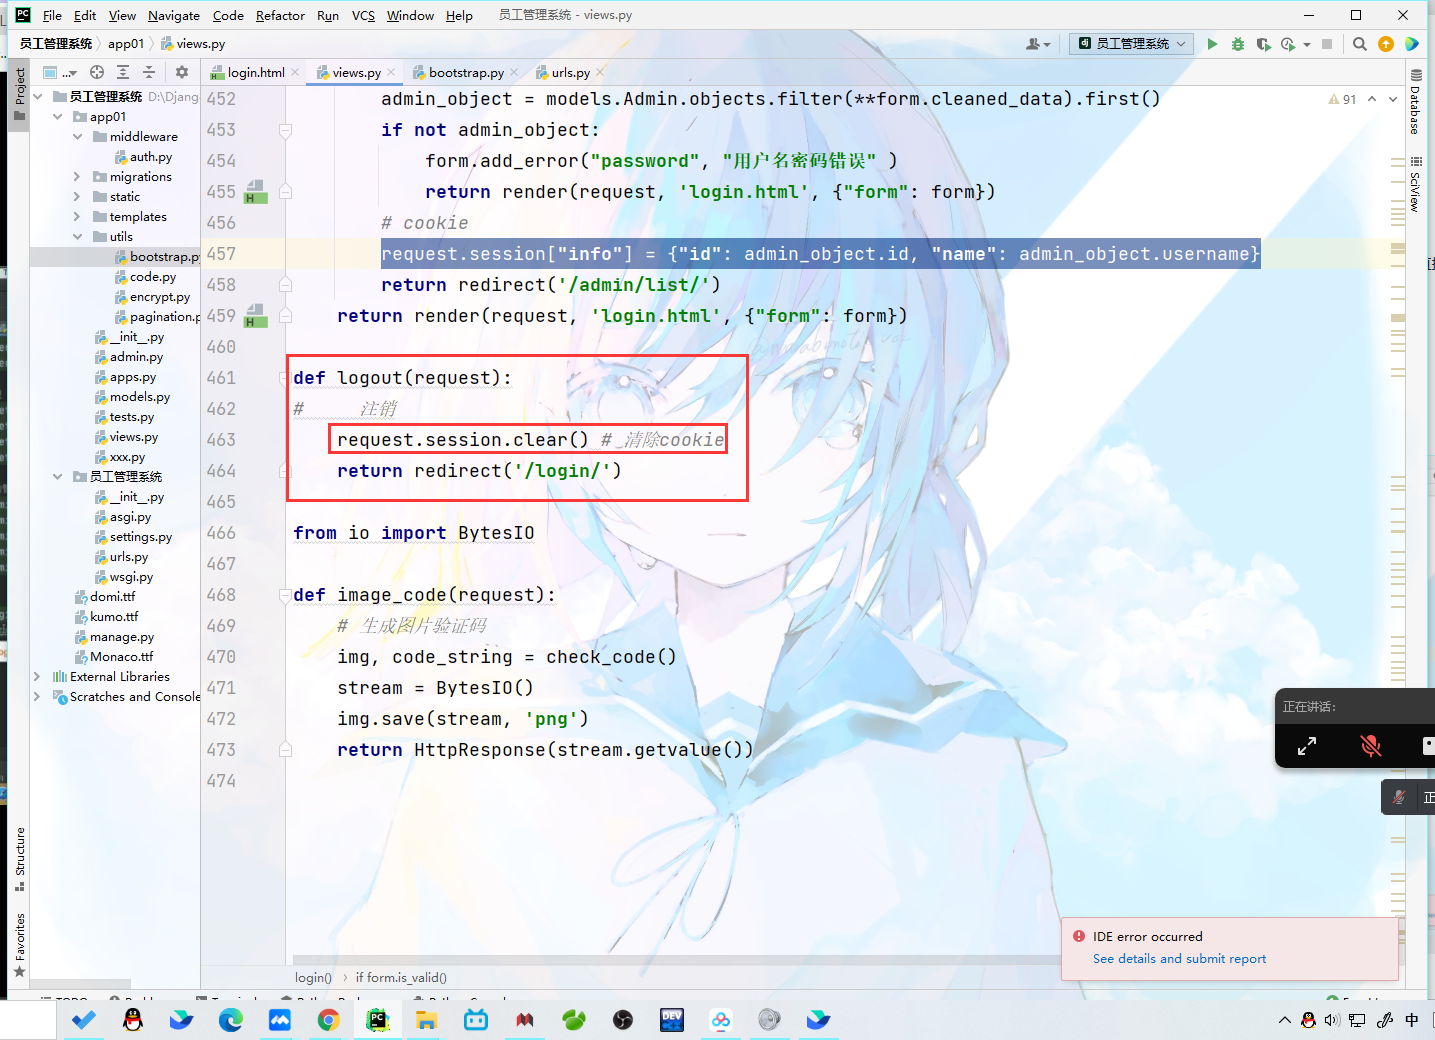 File Edit View Navigate Code Refactor Run VCS Window Help 员工管理系统 - views.py
员工管理系统 app01 views.py
员工管理系统
Project
login.html views.py bootstrap.py urls.py
员工管理系统 D:\Djang
app01
middleware
auth.py
migrations
static
templates
utils
bootstrap.py
code.py
encrypt.py
pagination.p
__init__.py
admin.py
apps.py
models.py
tests.py
views.py
xxx.py
员工管理系统
__init__.py
asgi.py
settings.py
urls.py
wsgi.py
domi.ttf
kumo.ttf
manage.py
Monaco.ttf
External Libraries
Scratches and Console
91
452 admin_object = models.Admin.objects.filter(**form.cleaned_data).first()
453 if not admin_object:
454 form.add_error("password", "用户名密码错误" )
455 return render(request, 'login.html', {"form": form})
456 # cookie
457 request.session["info"] = {"id": admin_object.id, "name": admin_object.username}
458 return redirect('/admin/list/')
459 return render(request, 'login.html', {"form": form})
460
461 def logout(request):
462 # 注销
463 request.session.clear() # 清除cookie
464 return redirect('/login/')
465
466 from io import BytesIO
467
468 def image_code(request):
469 # 生成图片验证码
470 img, code_string = check_code()
471 stream = BytesIO()
472 img.save(stream, 'png')
473 return HttpResponse(stream.getvalue())
474
Database
SciView
正在讲话:
正
Structure
Favorites
IDE error occurred
See details and submit report
login() if form.is_valid()
中